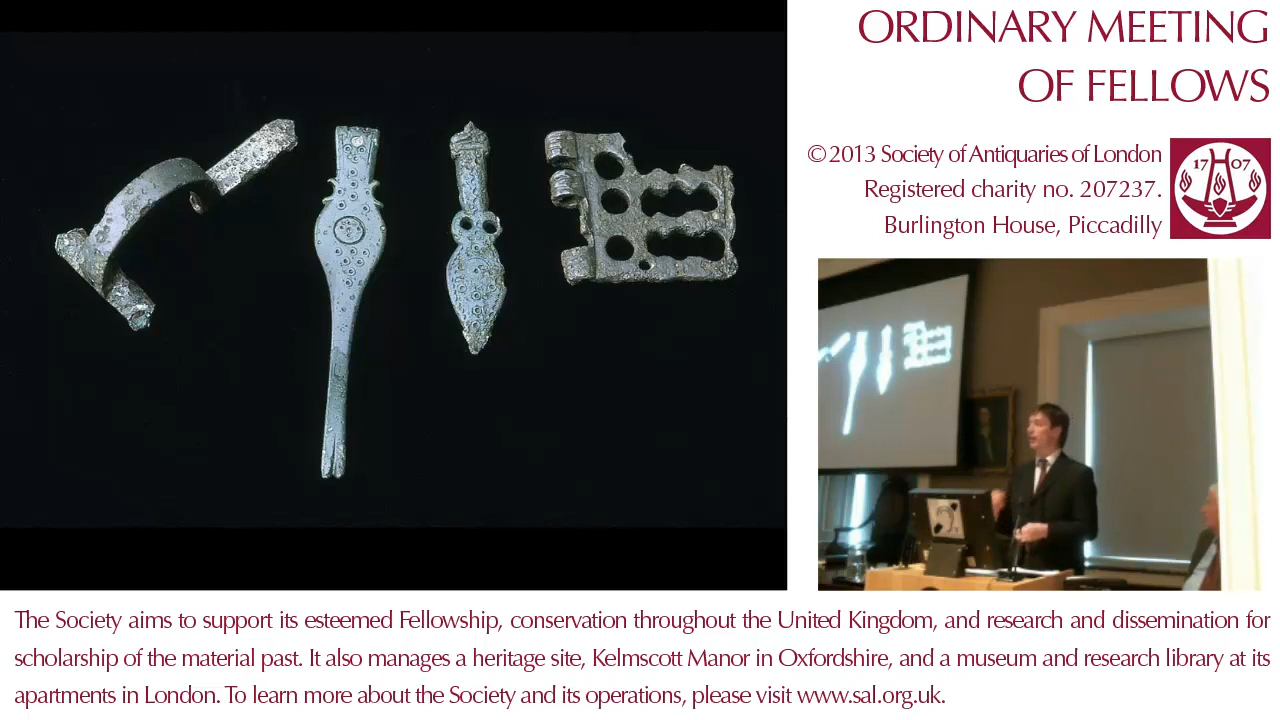 ORDINARY MEETING
OF FELLOWS
© 2013 Society of Antiquaries of London
Registered charity no. 207237.
Burlington House, Piccadilly
17 07
The Society aims to support its esteemed Fellowship, conservation throughout the United Kingdom, and research and dissemination for
scholarship of the material past. It also manages a heritage site, Kelmscott Manor in Oxfordshire, and a museum and research library at its
apartments in London. To learn more about the Society and its operations, please visit www.sal.org.uk.